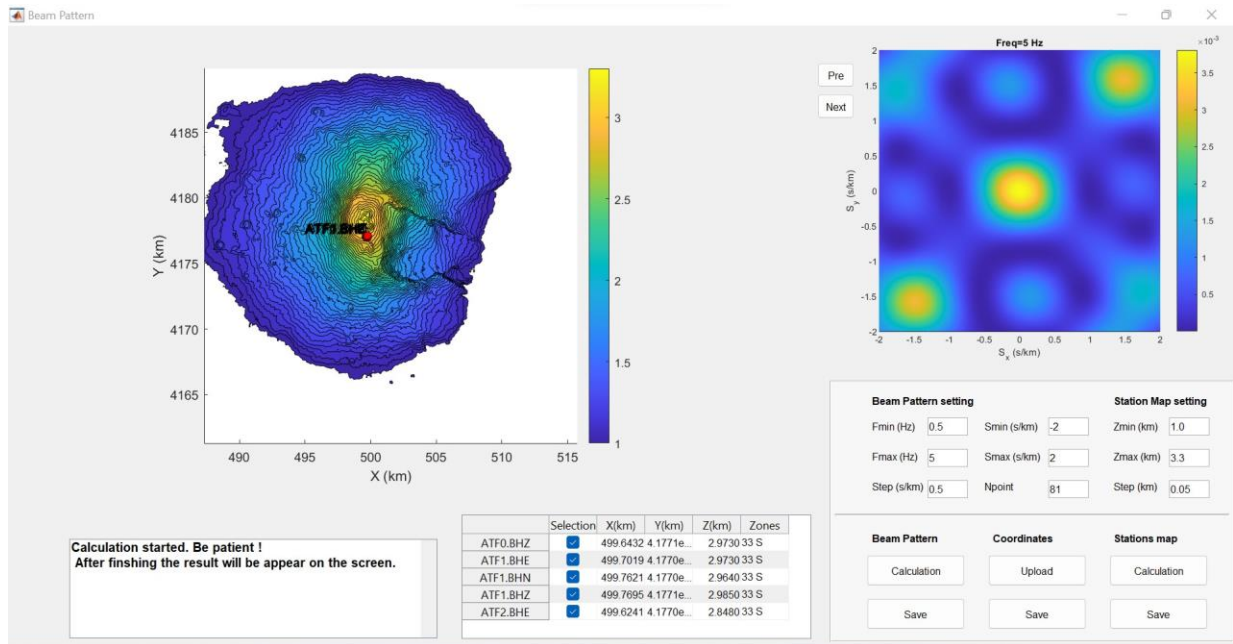 Beam Pattern
4185
4180
4175
4170
4165
Y (km)
490 495 500 505 510 515
X (km)
3
2.5
2
1.5
1
Pre
Next
Freq=5 Hz
×10-3
2
1.5
1
0.5
0
-0.5
-1
-1.5
-2
Sy (s/km)
-2 -1.5 -1 -0.5 0 0.5 1 1.5 2
Sx (s/km)
3.5
3
2.5
2
1.5
1
0.5
Beam Pattern setting Station Map setting
Fmin (Hz) 0.5 Smin (s/km) -2 Zmin (km) 1.0
Fmax (Hz) 5 Smax (s/km) 2 Zmax (km) 3.3
Step (s/km) 0.5 Npoint 81 Step (km) 0.05
Beam Pattern Coordinates Stations map
Calculation Upload Calculation
Save Save Save
Calculation started. Be patient !
After finshing the result will be appear on the screen.
Selection X(km) Y(km) Z(km) Zones
ATF0.BHZ 499.6432 4.1771e... 2.9730 33 S
ATF1.BHE 499.7019 4.1770e... 2.9730 33 S
ATF1.BHN 499.7621 4.1770e... 2.9640 33 S
ATF1.BHZ 499.7695 4.1771e... 2.9850 33 S
ATF2.BHE 499.6241 4.1770e... 2.8480 33 S